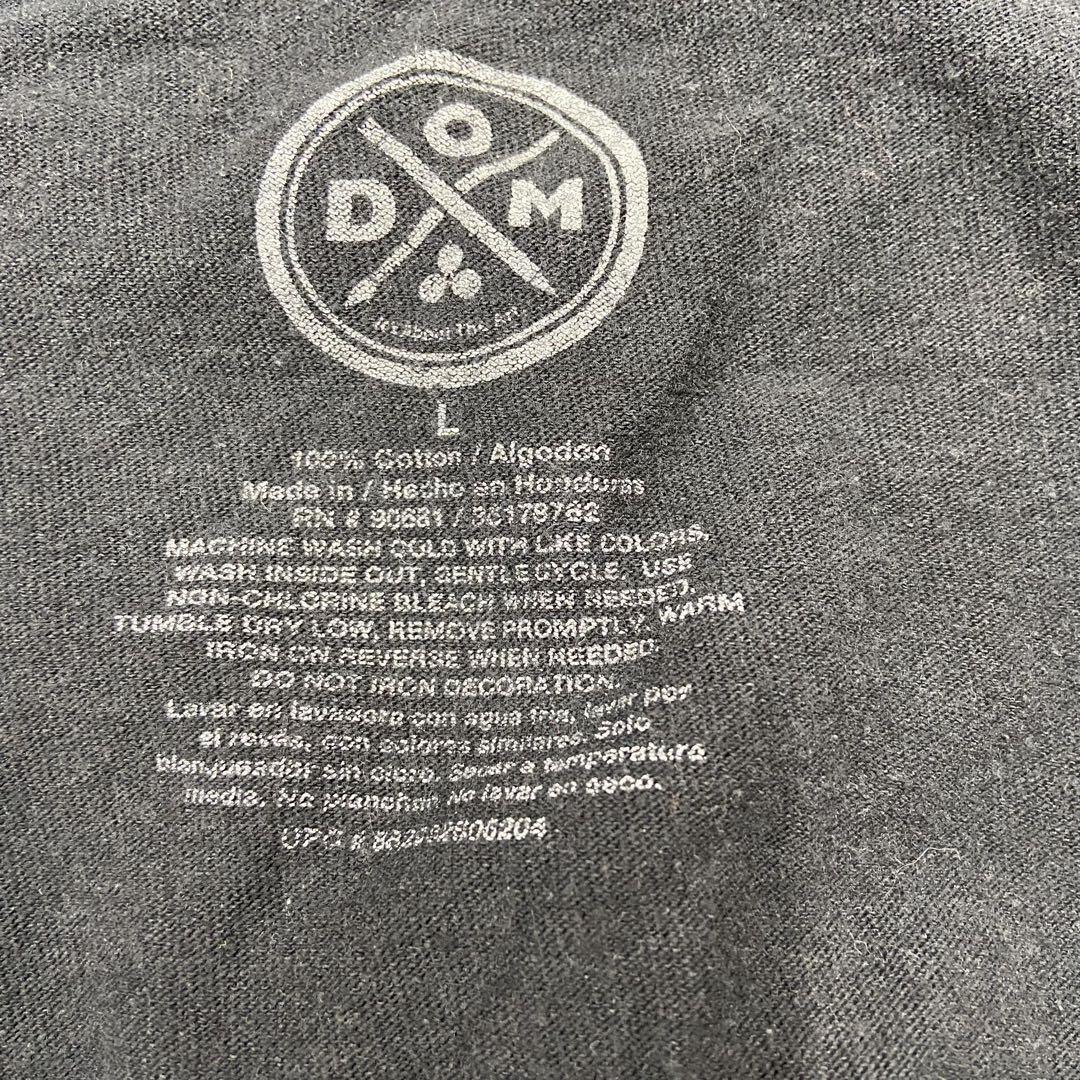 O
D M
It's About The Art
L
100% Cotton / Algodon
Made in / Hecho en Honduras
RN # 90681 /
MACHINE WASH COLD WITH LIKE COLORS,
WASH INSIDE OUT, GENTLE CYCLE. USE
NON-CHLORINE BLEACH WHEN NEEDED.
TUMBLE DRY LOW, REMOVE PROMPTLY. WARM
IRON ON REVERSE WHEN NEEDED.
DO NOT IRON DECORATION.
Lavar en lavadora con agua fria, lavar por
el revés, con colores similares. Solo
blanqueador sin cloro. Secar a temperatura
media. No planchar. No lavar en seco.
UPC #